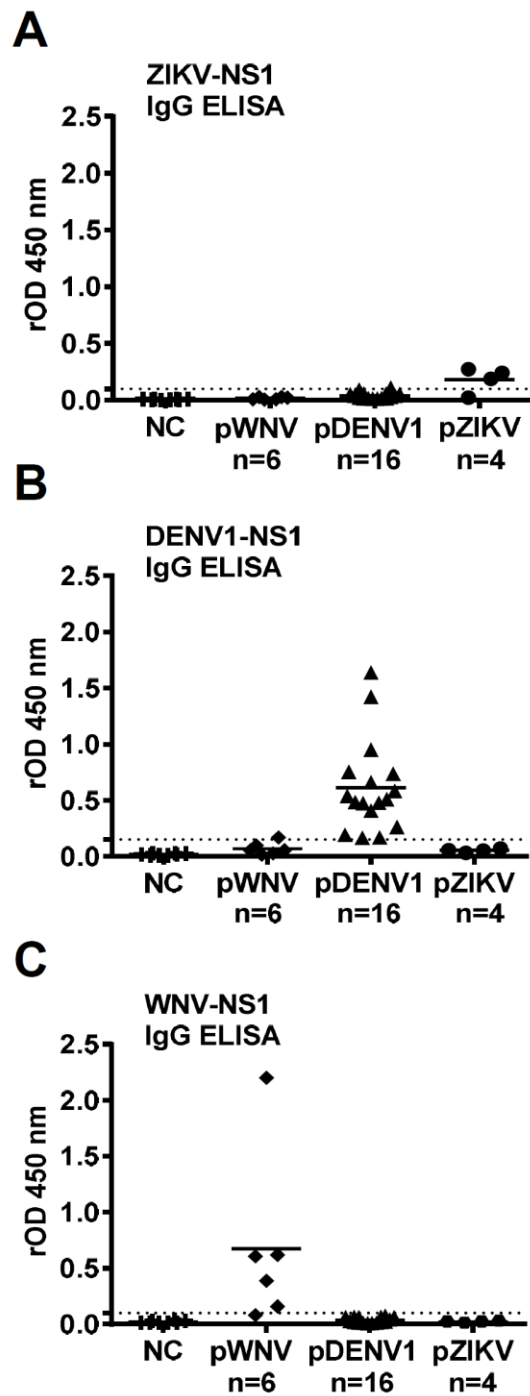 A
ZIKV-NS1
IgG ELISA
rOD 450 nm
2.5
2.0
1.5
1.0
0.5
0.0
NC pWNV pDENV1 pZIKV
n=6 n=16 n=4
B
DENV1-NS1
IgG ELISA
rOD 450 nm
2.5
2.0
1.5
1.0
0.5
0.0
NC pWNV pDENV1 pZIKV
n=6 n=16 n=4
C
WNV-NS1
IgG ELISA
rOD 450 nm
2.5
2.0
1.5
1.0
0.5
0.0
NC pWNV pDENV1 pZIKV
n=6 n=16 n=4